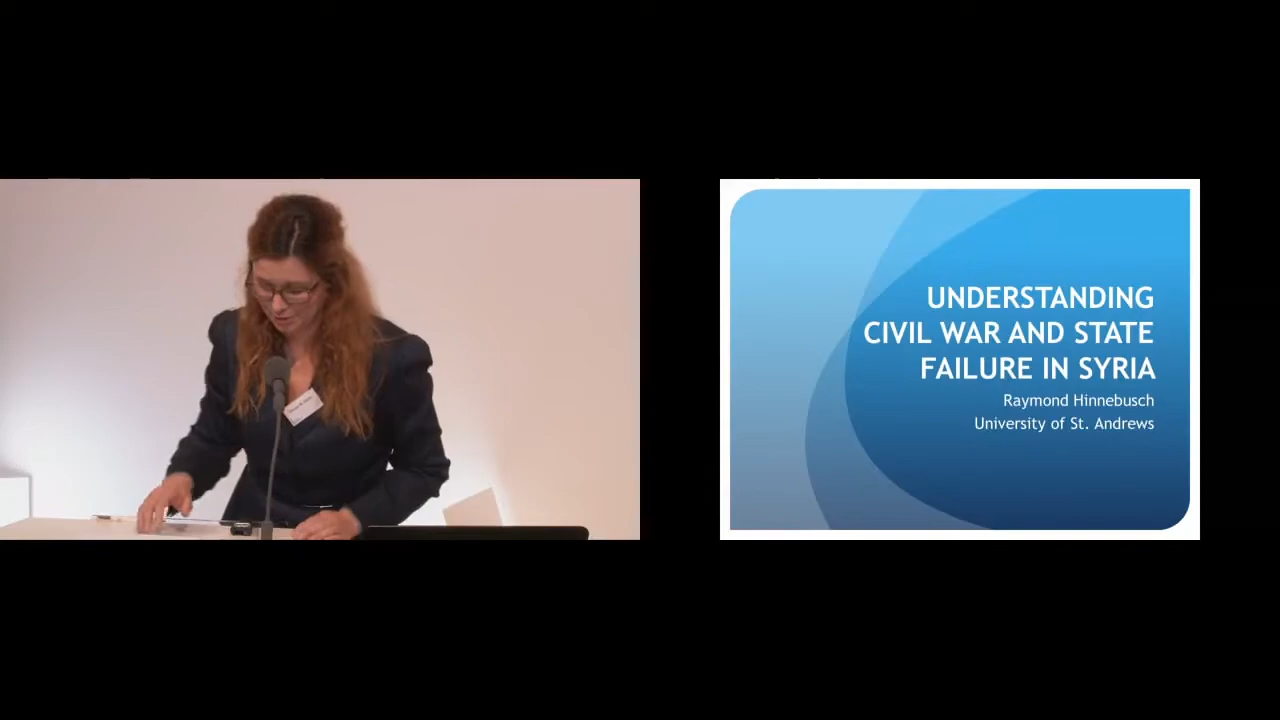 UNDERSTANDING
CIVIL WAR AND STATE
FAILURE IN SYRIA
Raymond Hinnebusch
University of St. Andrews